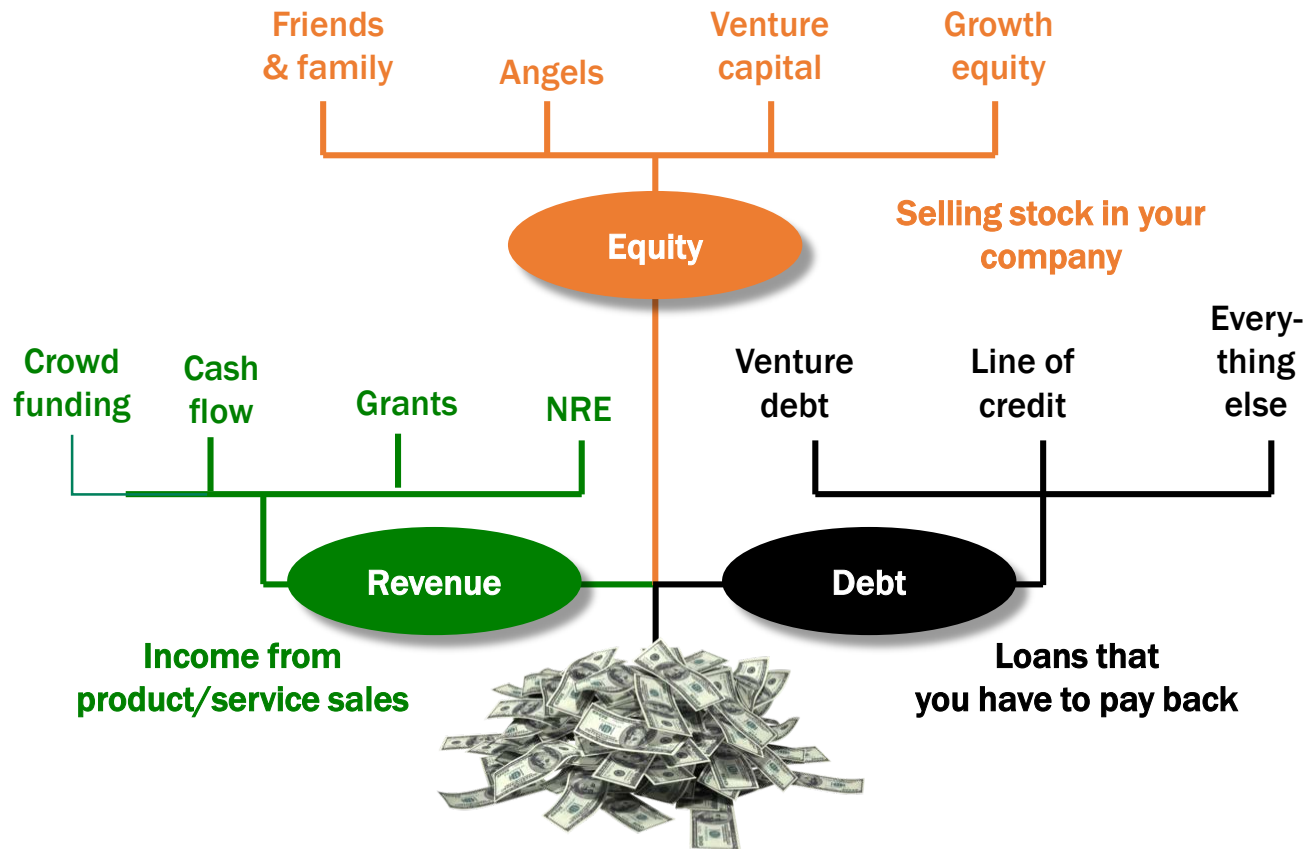 Friends
& family
Angels
Venture
capital
Growth
equity
Equity
Selling stock in your
company
Crowd
funding
Cash
flow
Grants
NRE
Venture
debt
Line of
credit
Every-
thing
else
Revenue
Debt
Income from
product/service sales
Loans that
you have to pay back